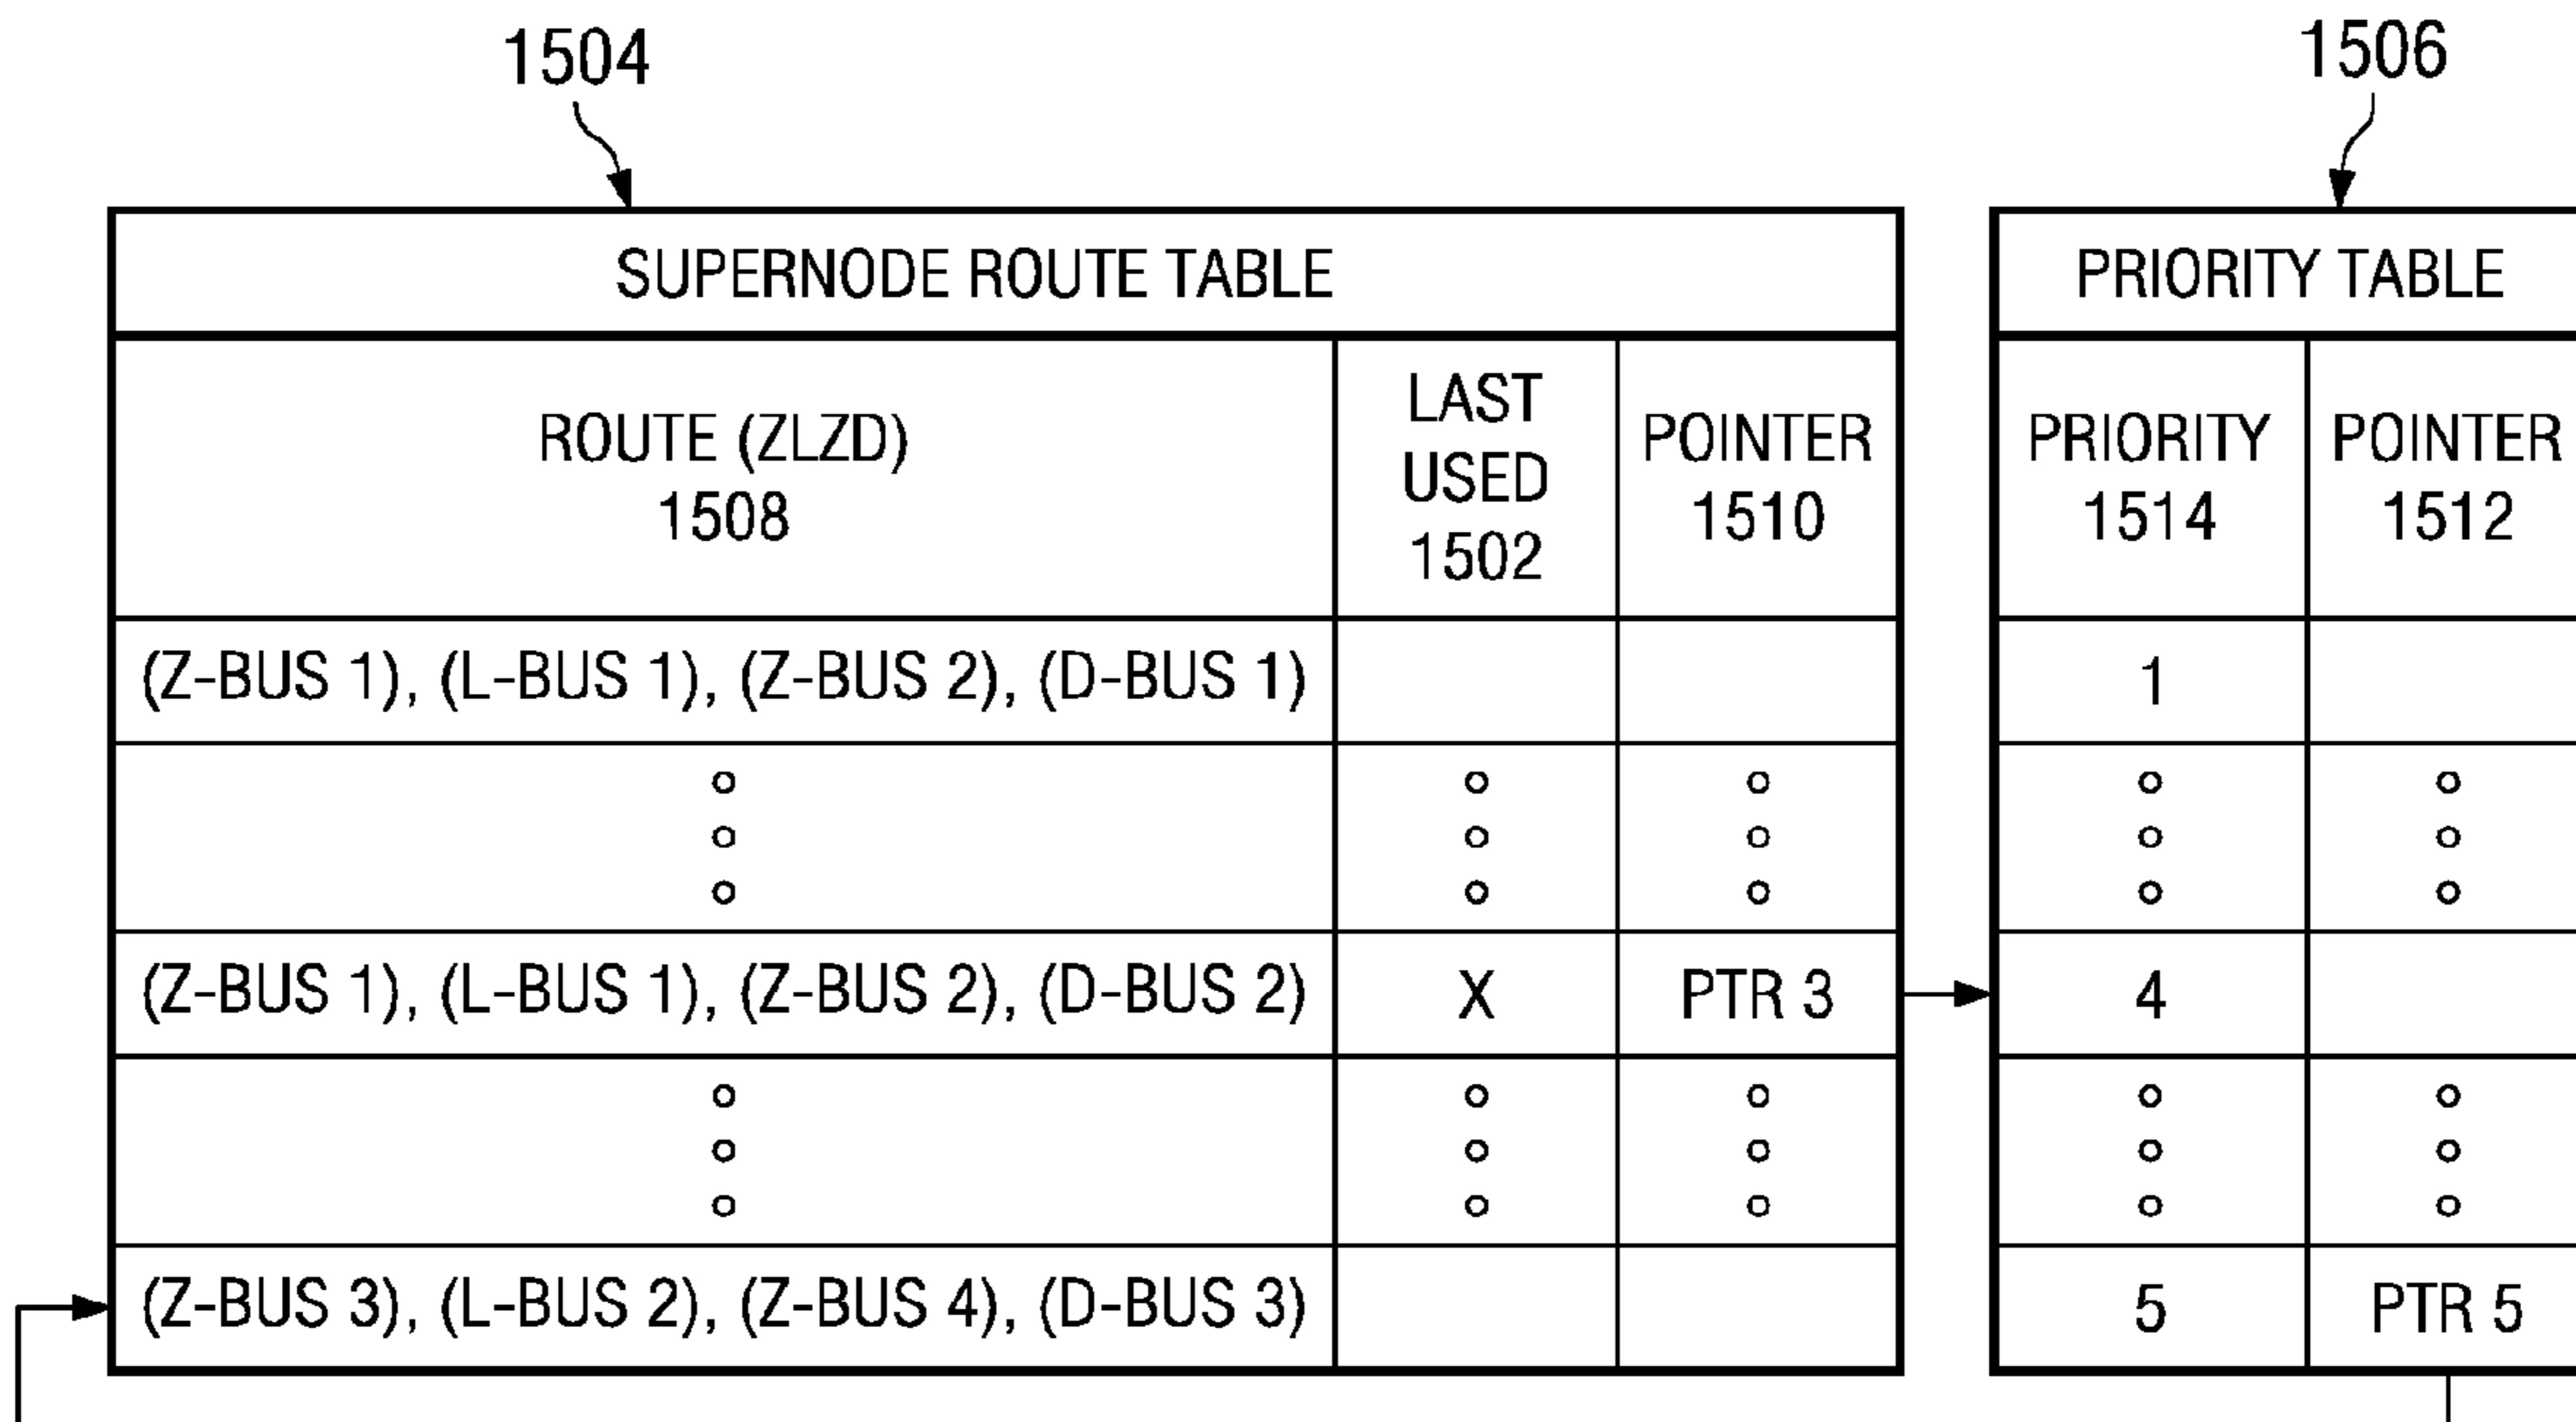 1504
1506
SUPERNODE ROUTE TABLE
PRIORITY TABLE
ROUTE (ZLZD)
1508
LAST
USED
1502
POINTER
1510
PRIORITY
1514
POINTER
1512
(Z-BUS 1), (L-BUS 1), (Z-BUS 2), (D-BUS 1)
1
(Z-BUS 1), (L-BUS 1), (Z-BUS 2), (D-BUS 2)
X
PTR 3
4
(Z-BUS 3), (L-BUS 2), (Z-BUS 4), (D-BUS 3)
5
PTR 5